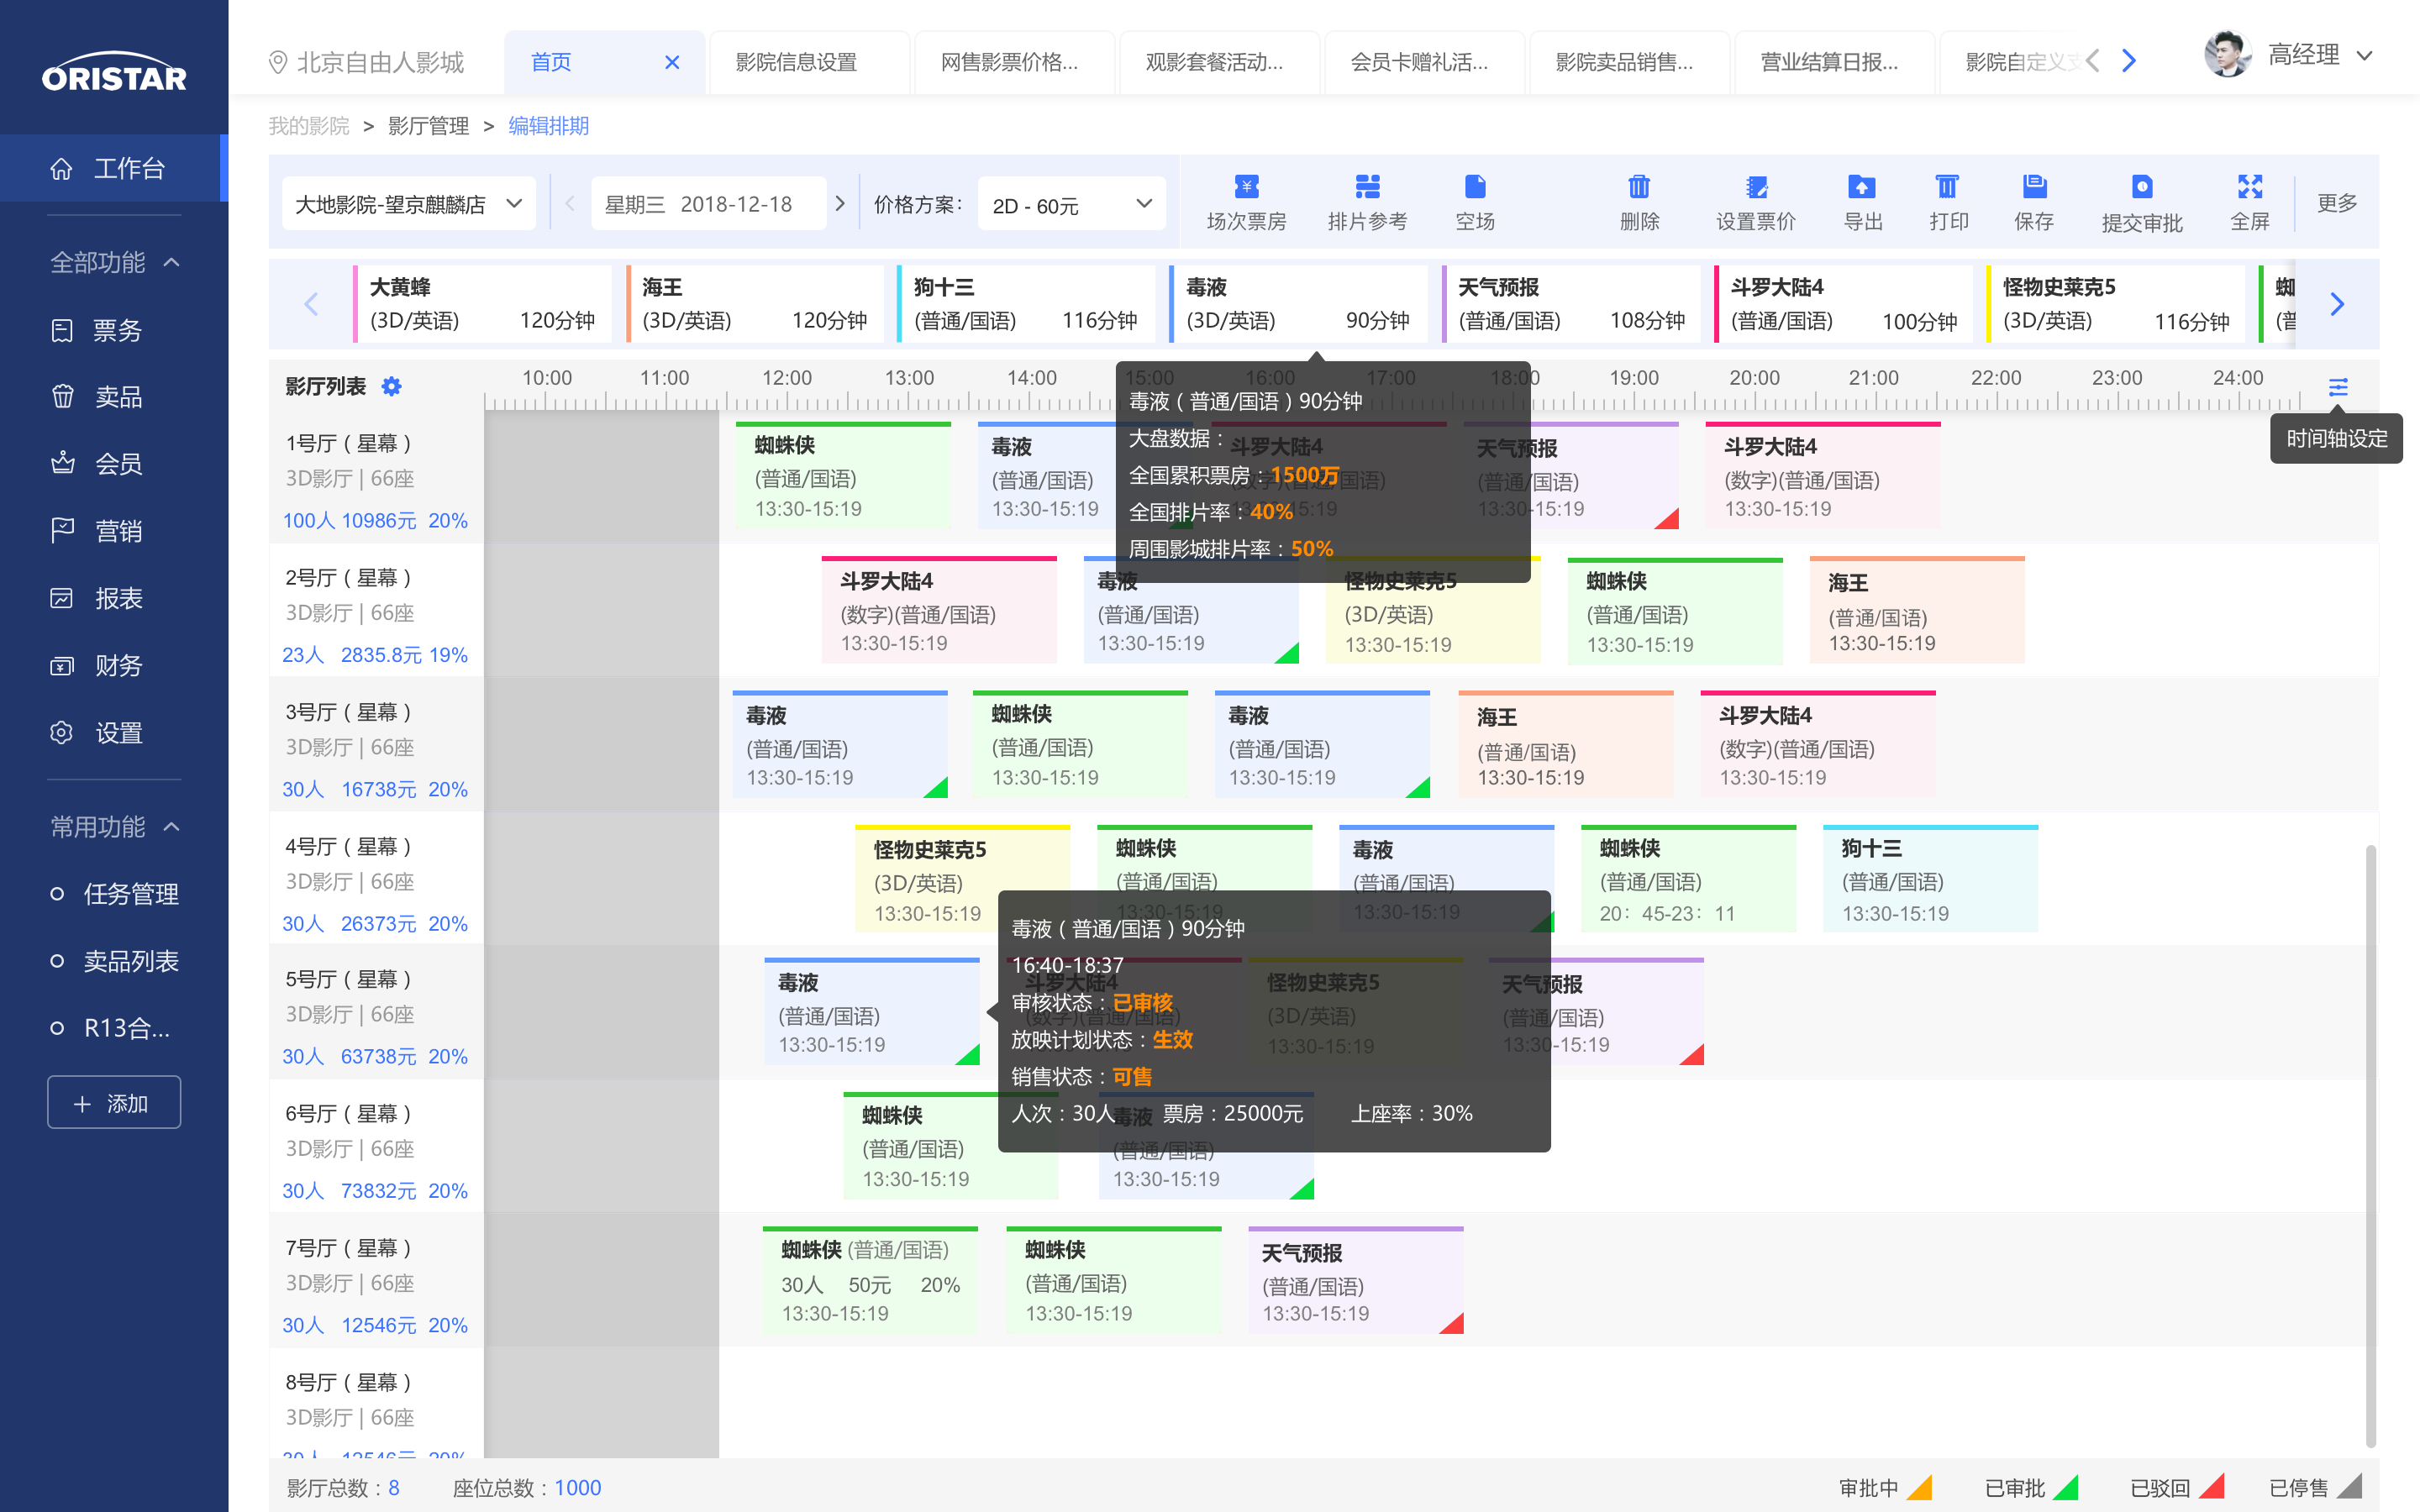 ORISTAR
工作台
全部功能
票务
卖品
会员
营销
报表
财务
设置
常用功能
任务管理
卖品列表
R13合...
添加
北京自由人影城
首页
影院信息设置
网售影票价格...
观影套餐活动...
会员卡赠礼活...
影院卖品销售...
营业结算日报...
影院自定义支
高经理
我的影院 > 影厅管理 > 编辑排期
大地影院-望京麒麟店
星期三 2018-12-18
价格方案：
2D - 60元
场次票房
排片参考
空场
删除
设置票价
导出
打印
保存
提交审批
全屏
更多
大黄蜂
(3D/英语) 120分钟
海王
(3D/英语) 120分钟
狗十三
(普通/国语) 116分钟
毒液
(3D/英语) 90分钟
天气预报
(普通/国语) 108分钟
斗罗大陆4
(普通/国语) 100分钟
怪物史莱克5
(3D/英语) 116分钟
蜘
(普
影厅列表
10:00 11:00 12:00 13:00 14:00 15:00 16:00 17:00 18:00 19:00 20:00 21:00 22:00 23:00 24:00
时间轴设定
毒液（普通/国语）90分钟
大盘数据：
全国累积票房：1500万
全国排片率：40%
周围影城排片率：50%
1号厅（星幕）
3D影厅 | 66座
100人 10986元 20%
蜘蛛侠
(普通/国语)
13:30-15:19
毒液
(普通/国语)
13:30-15:19
斗罗大陆4
(数字)(普通/国语)
13:30-15:19
天气预报
(普通/国语)
13:30-15:19
斗罗大陆4
(数字)(普通/国语)
13:30-15:19
2号厅（星幕）
3D影厅 | 66座
23人 2835.8元 19%
斗罗大陆4
(数字)(普通/国语)
13:30-15:19
毒液
(普通/国语)
13:30-15:19
怪物史莱克5
(3D/英语)
13:30-15:19
蜘蛛侠
(普通/国语)
13:30-15:19
海王
(普通/国语)
13:30-15:19
3号厅（星幕）
3D影厅 | 66座
30人 16738元 20%
毒液
(普通/国语)
13:30-15:19
蜘蛛侠
(普通/国语)
13:30-15:19
毒液
(普通/国语)
13:30-15:19
海王
(普通/国语)
13:30-15:19
斗罗大陆4
(数字)(普通/国语)
13:30-15:19
4号厅（星幕）
3D影厅 | 66座
30人 26373元 20%
怪物史莱克5
(3D/英语)
13:30-15:19
蜘蛛侠
(普通/国语)
13:30-15:19
毒液
(普通/国语)
13:30-15:19
蜘蛛侠
(普通/国语)
20：45-23：11
狗十三
(普通/国语)
13:30-15:19
毒液（普通/国语）90分钟
16:40-18:37
审核状态：已审核
放映计划状态：生效
销售状态：可售
人次：30人 票房：25000元 上座率：30%
5号厅（星幕）
3D影厅 | 66座
30人 63738元 20%
毒液
(普通/国语)
13:30-15:19
斗罗大陆4
(数字)(普通/国语)
怪物史莱克5
(3D/英语)
13:30-15:19
天气预报
(普通/国语)
13:30-15:19
6号厅（星幕）
3D影厅 | 66座
30人 73832元 20%
蜘蛛侠
(普通/国语)
13:30-15:19
毒液
(普通/国语)
13:30-15:19
7号厅（星幕）
3D影厅 | 66座
30人 12546元 20%
蜘蛛侠 (普通/国语)
30人 50元 20%
13:30-15:19
蜘蛛侠
(普通/国语)
13:30-15:19
天气预报
(普通/国语)
13:30-15:19
8号厅（星幕）
3D影厅 | 66座
30人 12546元 20%
影厅总数：8 座位总数：1000
审批中
已审批
已驳回
已停售